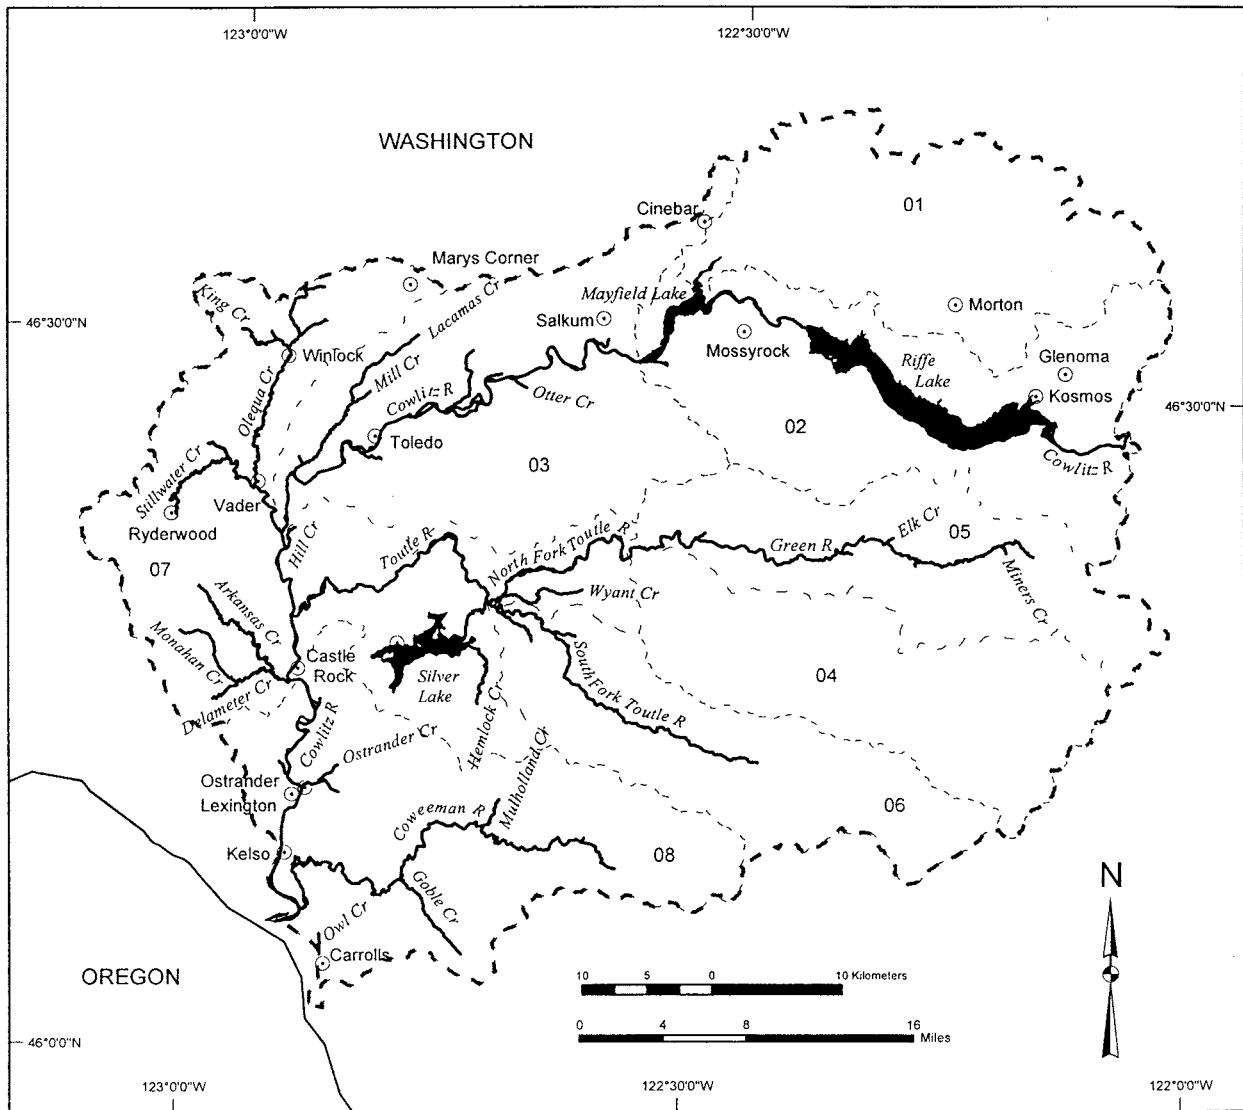 123°0'0"W
122°30'0"W
WASHINGTON
01
Cinebar
Marys Corner
King Cr
Lacamas Cr
Mayfield Lake
Morton
46°30'0"N
Salkum
Mossyrock
Winlock
Riffe
Lake
Glenoma
Mill Cr
Kosmos
Olequa Cr
Cowlitz R
Otter Cr
46°30'0"N
02
Toledo
03
Cowlitz R
Stillwater Cr
Vader
Ryderwood
Hill Cr
Toutle R
North Fork Toutle R
Green R
Elk Cr
05
07
Miners Cr
Arkansas Cr
Wyant Cr
Monahan Cr
Castle
Rock
Silver
Lake
South Fork Toutle R
04
Delameter Cr
Hemlock Cr
Cowlitz R
Ostrander Cr
Mulholland Cr
Ostrander
Lexington
06
Coweeman R
Kelso
08
Goble Cr
Owl Cr
N
Carrolls
OREGON
10 5 0 10 Kilometers
0 4 8 16
Miles
46°0'0"N
123°0'0"W
122°30'0"W
122°0'0"W